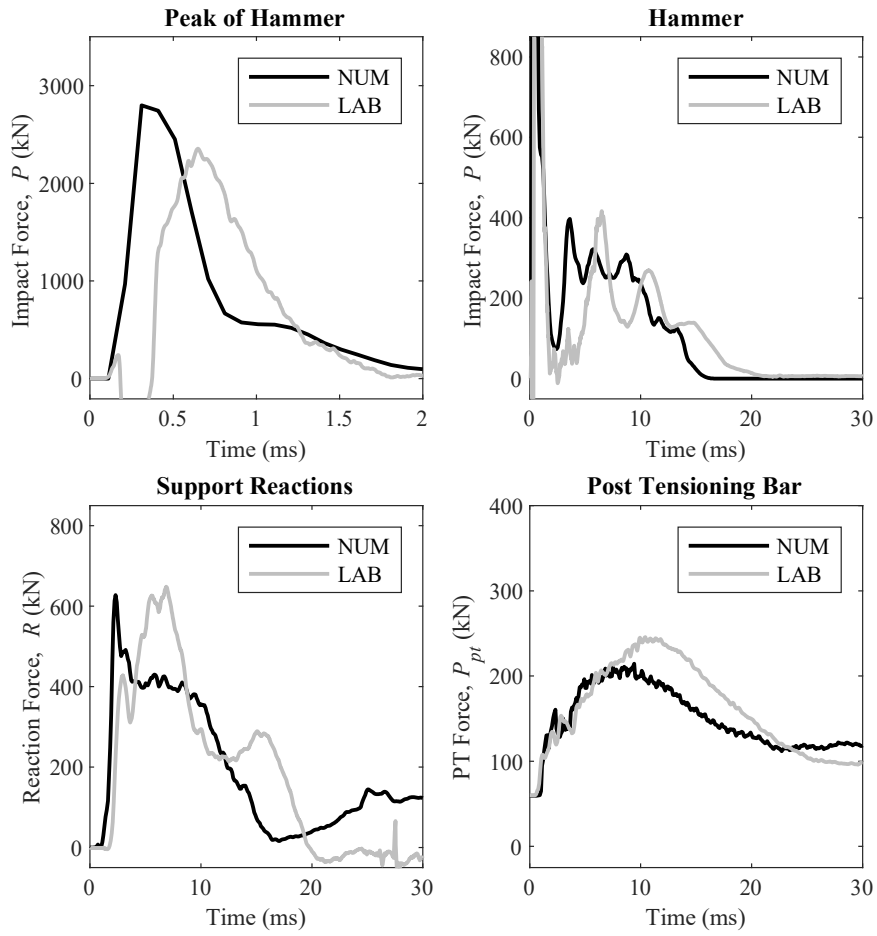 Peak of Hammer
3000
2000
1000
0
Impact Force, P (kN)
NUM
LAB
0 0.5 1 1.5 2
Time (ms)
Hammer
800
600
400
200
0
Impact Force, P (kN)
NUM
LAB
0 10 20 30
Time (ms)
Support Reactions
800
600
400
200
0
Reaction Force, R (kN)
NUM
LAB
0 10 20 30
Time (ms)
Post Tensioning Bar
400
300
200
100
0
PT Force, P_pt (kN)
NUM
LAB
0 10 20 30
Time (ms)